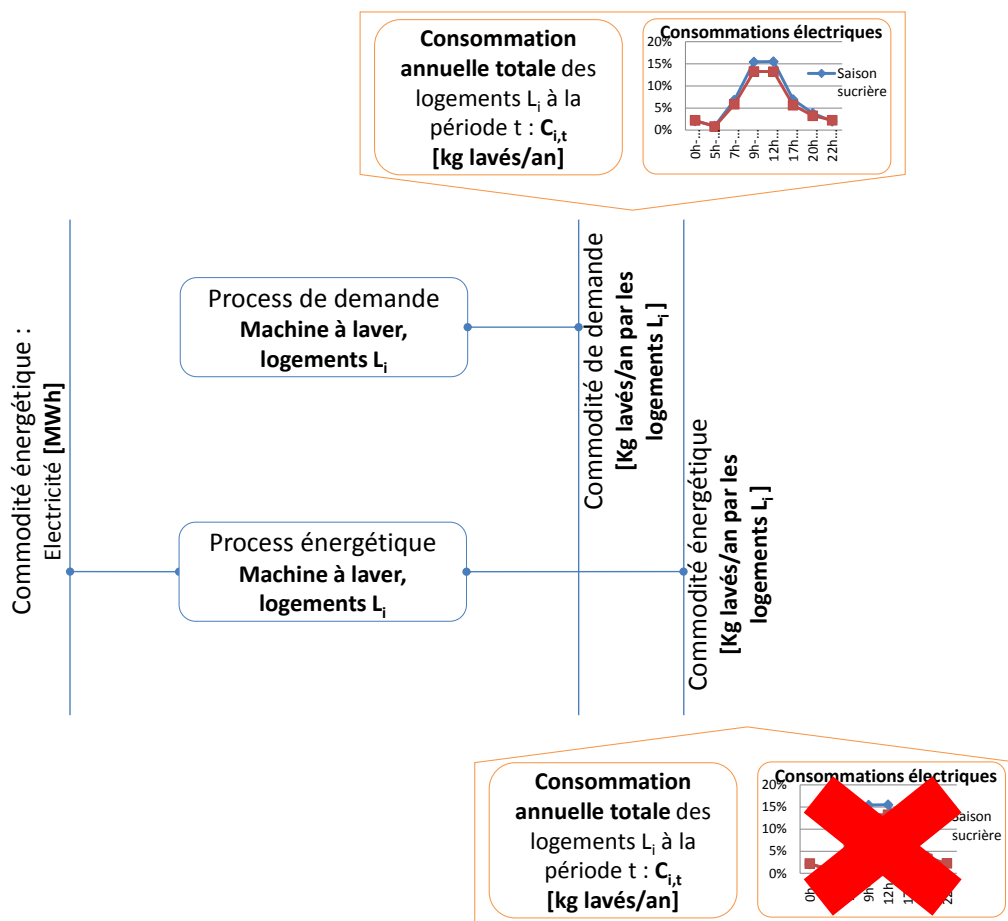 Consommation
annuelle totale des
logements Li à la
période t : Ci,t
[kg lavés/an]
Consommations électriques
20%
15%
10%
5%
0%
Saison
sucrière
0h-...
5h-...
7h-...
9h-...
12h...
17h...
20h...
22h...
Commodité énergétique :
Electricité [MWh]
Process de demande
Machine à laver,
logements Li
Commodité de demande
[Kg lavés/an par les
logements Li ]
Process énergétique
Machine à laver,
logements Li
Commodité énergétique
[Kg lavés/an par les
logements Li ]
Consommation
annuelle totale des
logements Li à la
période t : Ci,t
[kg lavés/an]
Consommations électriques
20%
15%
10%
5%
0%
Saison
sucrière
0h
9h
12h